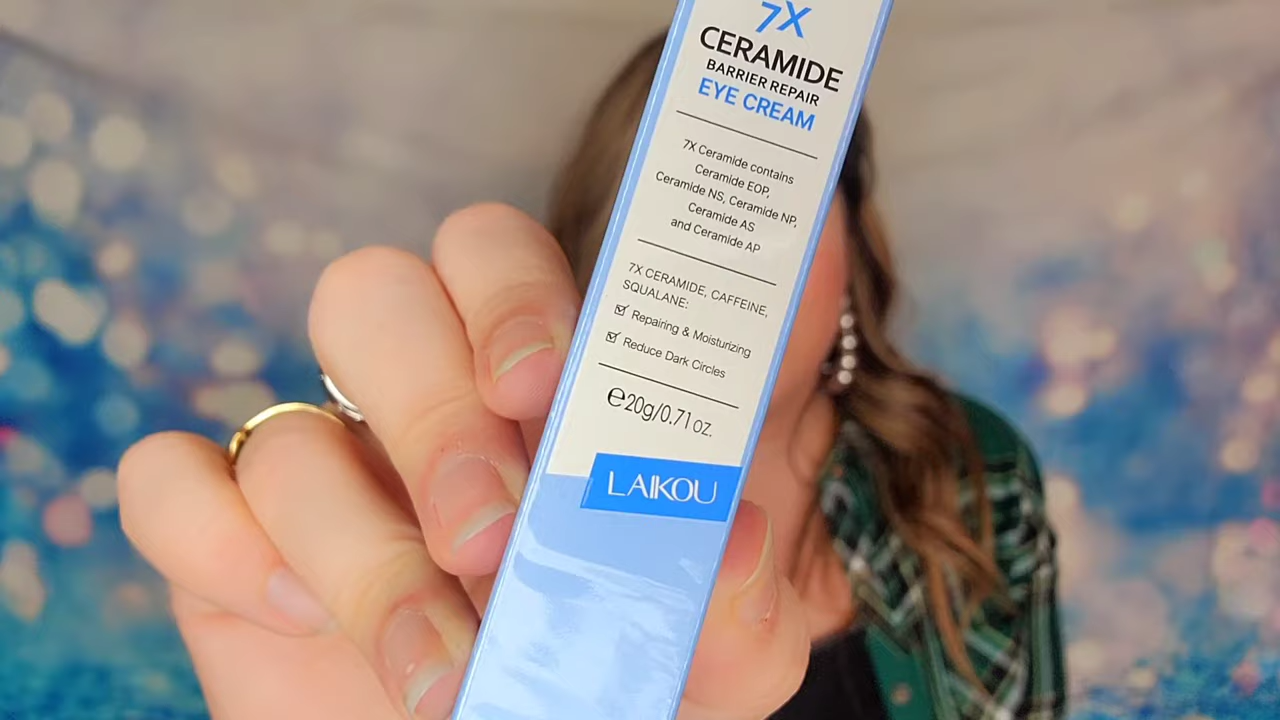 7X
CERAMIDE
BARRIER REPAIR
EYE CREAM
7X Ceramide contains
Ceramide EOP,
Ceramide NS, Ceramide NP,
Ceramide AS
and Ceramide AP
7X CERAMIDE, CAFFEINE,
SQUALANE:
Repairing & Moisturizing
Reduce Dark Circles
e20g/0.71oz.
LAIKOU